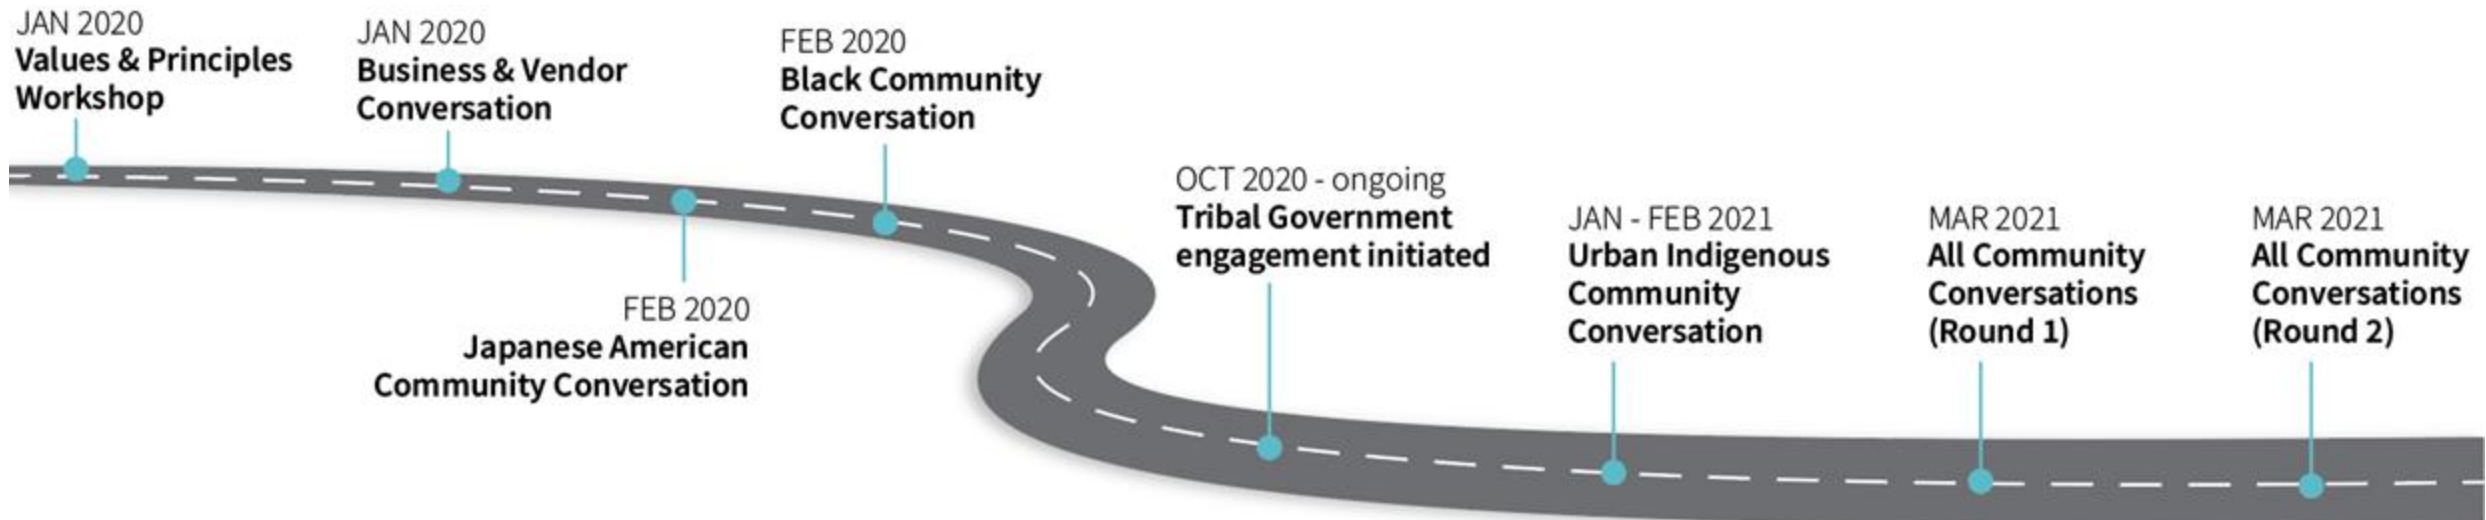 JAN 2020
Values & Principles
Workshop
JAN 2020
Business & Vendor
Conversation
FEB 2020
Japanese American
Community Conversation
FEB 2020
Black Community
Conversation
OCT 2020 - ongoing
Tribal Government
engagement initiated
JAN - FEB 2021
Urban Indigenous
Community
Conversation
MAR 2021
All Community
Conversations
(Round 1)
MAR 2021
All Community
Conversations
(Round 2)